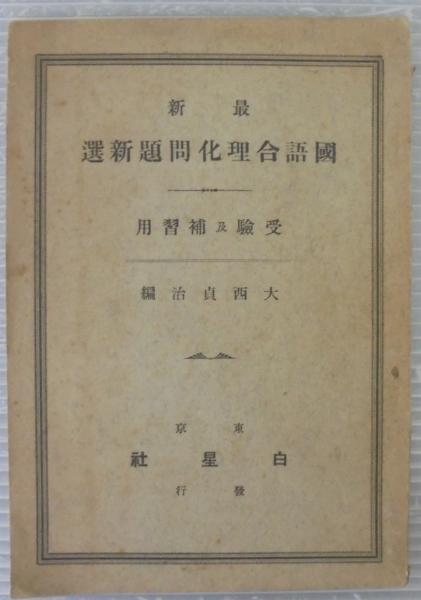 最新
國語合理化問題新選
受驗及補習用
大西貞治編
東京
白星社
發行